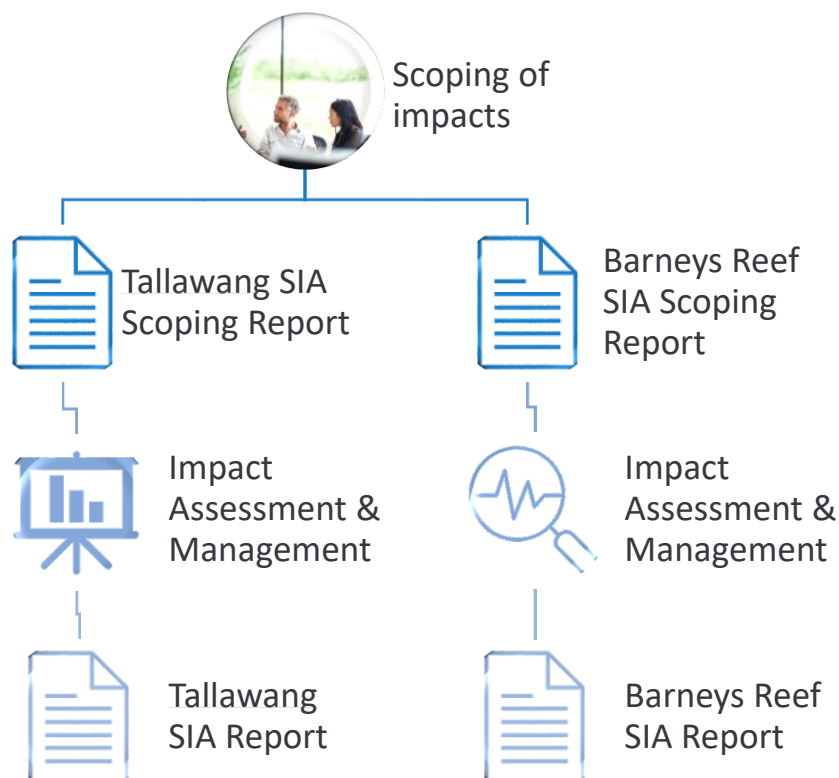 Scoping of
impacts
Tallawang SIA
Scoping Report
Barneys Reef
SIA Scoping
Report
Impact
Assessment &
Management
Impact
Assessment &
Management
Tallawang
SIA Report
Barneys Reef
SIA Report